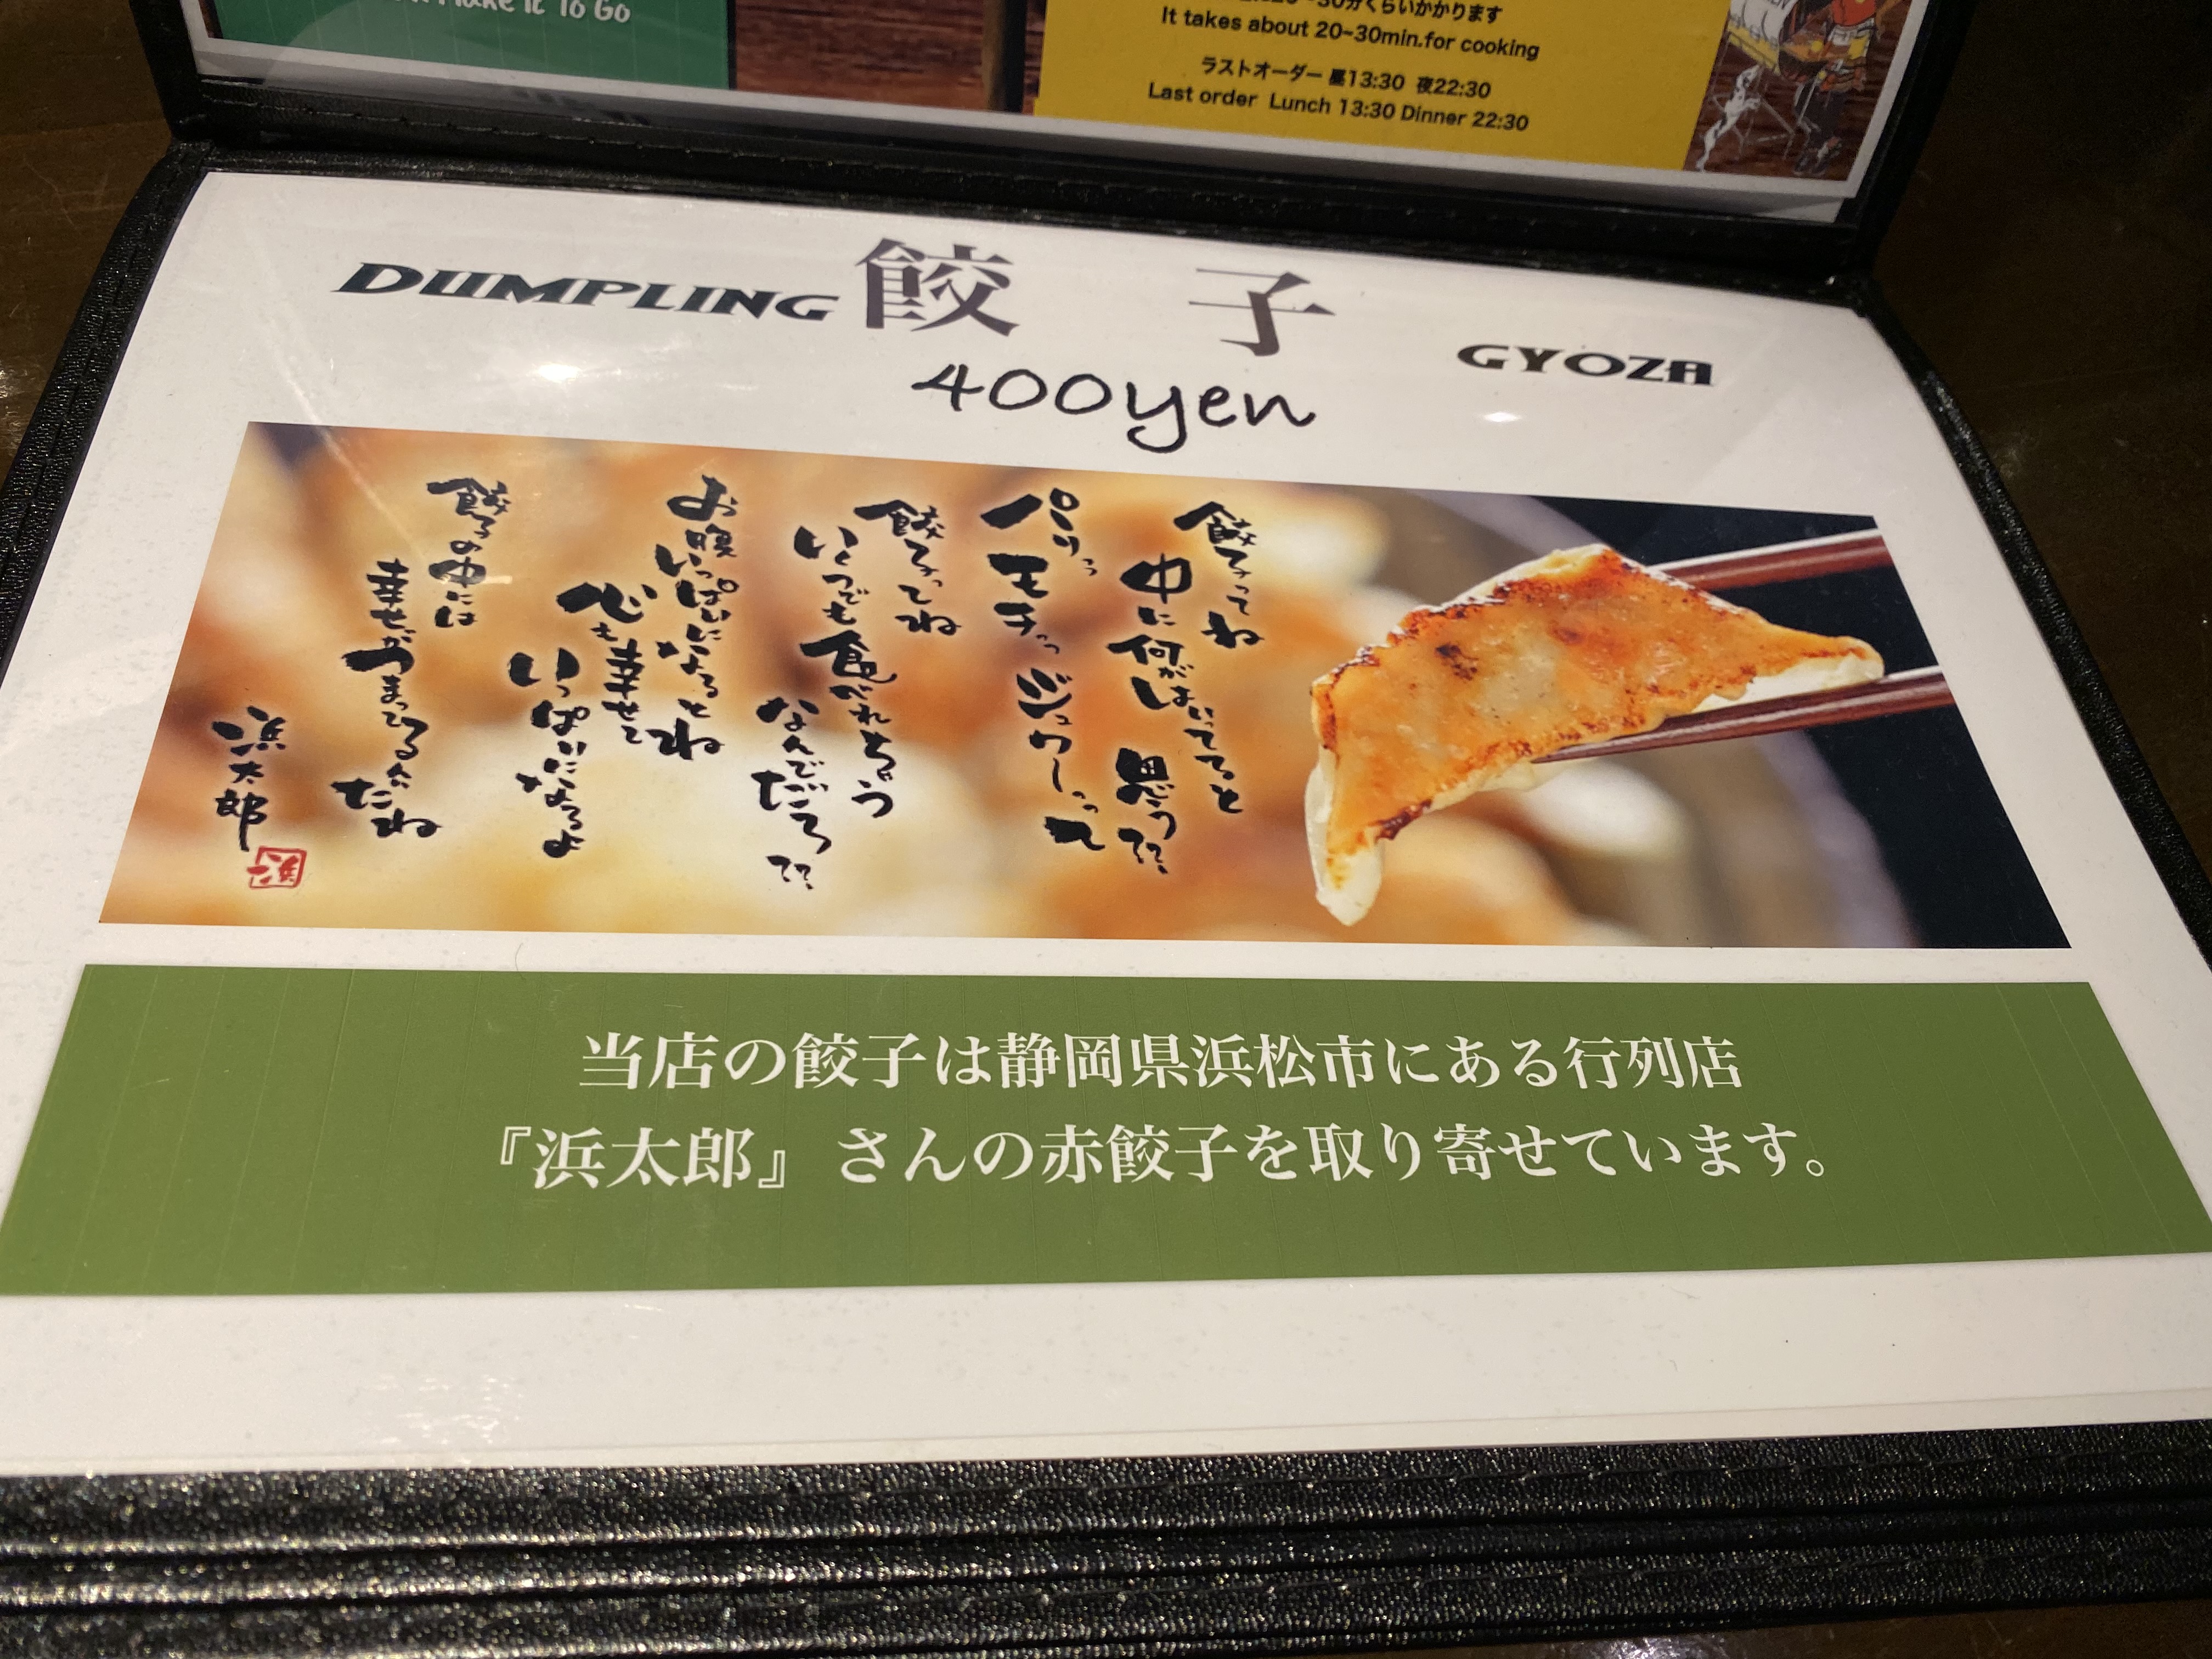 Make It To Go
30分くらいかかります
It takes about 20~30min.for cooking
ラストオーダー 昼13:30 夜22:30
Last order Lunch 13:30 Dinner 22:30
DUMPLING 餃子 GYOZA
400yen
餃子ってね
中に何がはいってると
思う??
パリっ モチっ ジュワーって
餃子ってね
いくつでも食べれちゃう
なんでだろ??
お腹いっぱいになるとね
心も幸せで
いっぱいになるよ
餃子の中には
幸せがつまってるんだね
浜太郎
当店の餃子は静岡県浜松市にある行列店
『浜太郎』さんの赤餃子を取り寄せています。